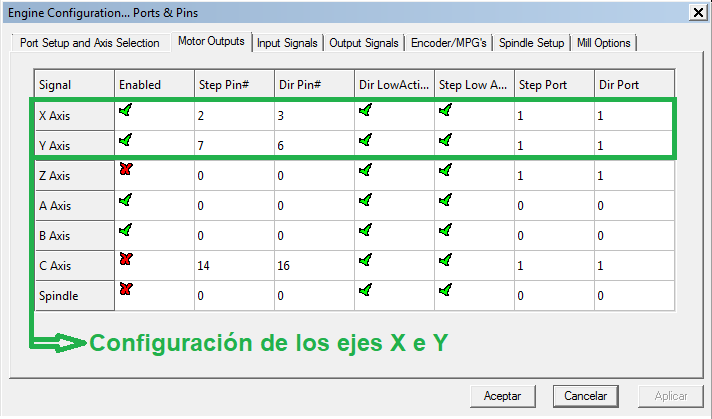 Engine Configuration... Ports & Pins
Port Setup and Axis Selection Motor Outputs Input Signals Output Signals Encoder/MPG's Spindle Setup Mill Options
Signal Enabled Step Pin# Dir Pin# Dir LowActi... Step Low A... Step Port Dir Port
X Axis 2 3 1 1
Y Axis 7 6 1 1
Z Axis 0 0 1 1
A Axis 0 0 0 0
B Axis 0 0 0 0
C Axis 14 16 1 1
Spindle 0 0 0 0
Configuración de los ejes X e Y
Aceptar Cancelar Aplicar